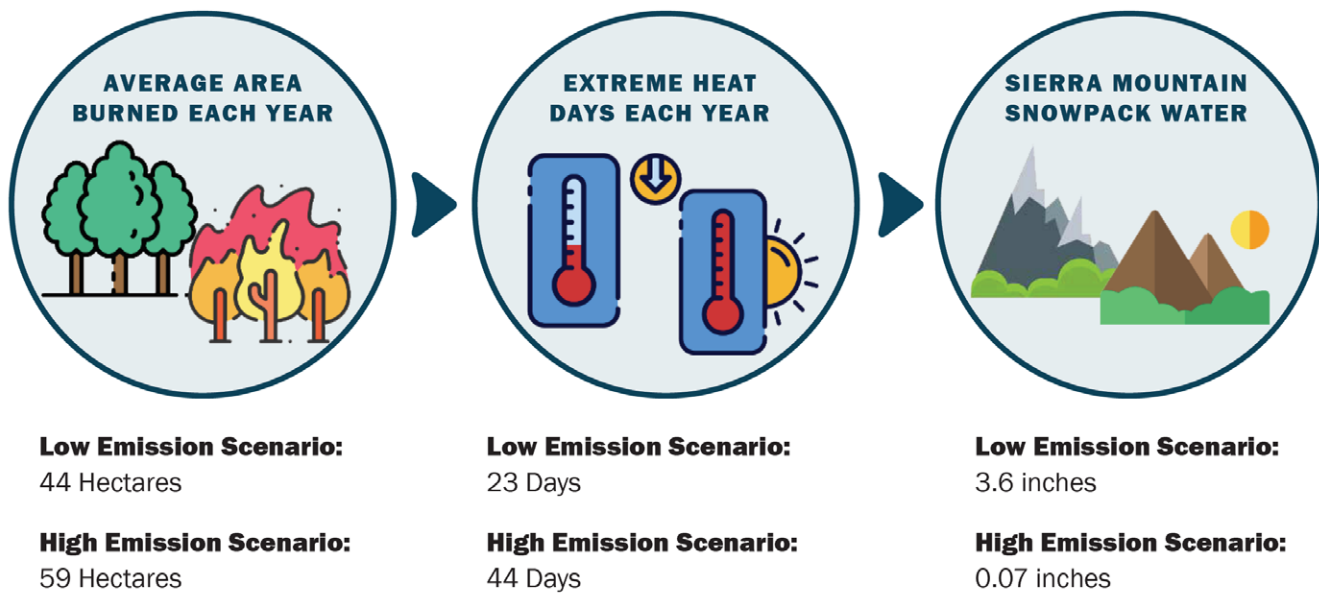 AVERAGE AREA
BURNED EACH YEAR
Low Emission Scenario:
44 Hectares
High Emission Scenario:
59 Hectares
EXTREME HEAT
DAYS EACH YEAR
Low Emission Scenario:
23 Days
High Emission Scenario:
44 Days
SIERRA MOUNTAIN
SNOWPACK WATER
Low Emission Scenario:
3.6 inches
High Emission Scenario:
0.07 inches